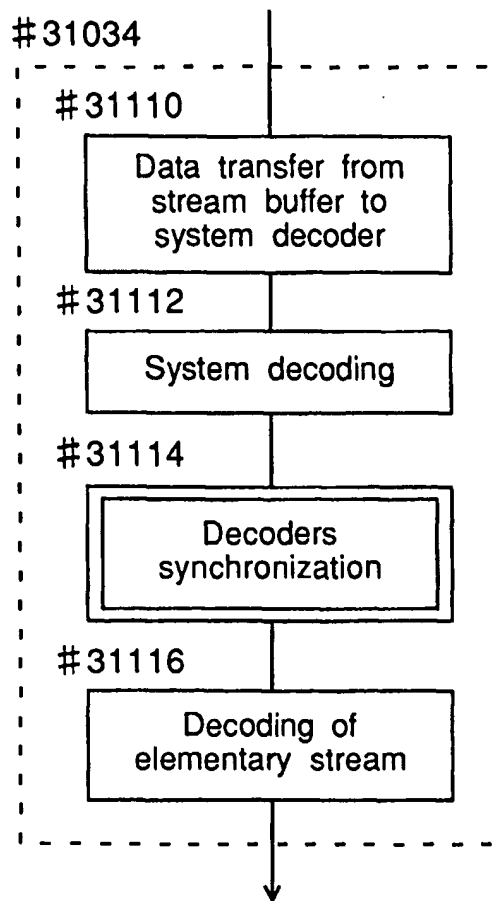 #31034
#31110
Data transfer from
stream buffer to
system decoder
#31112
System decoding
#31114
Decoders
synchronization
#31116
Decoding of
elementary stream